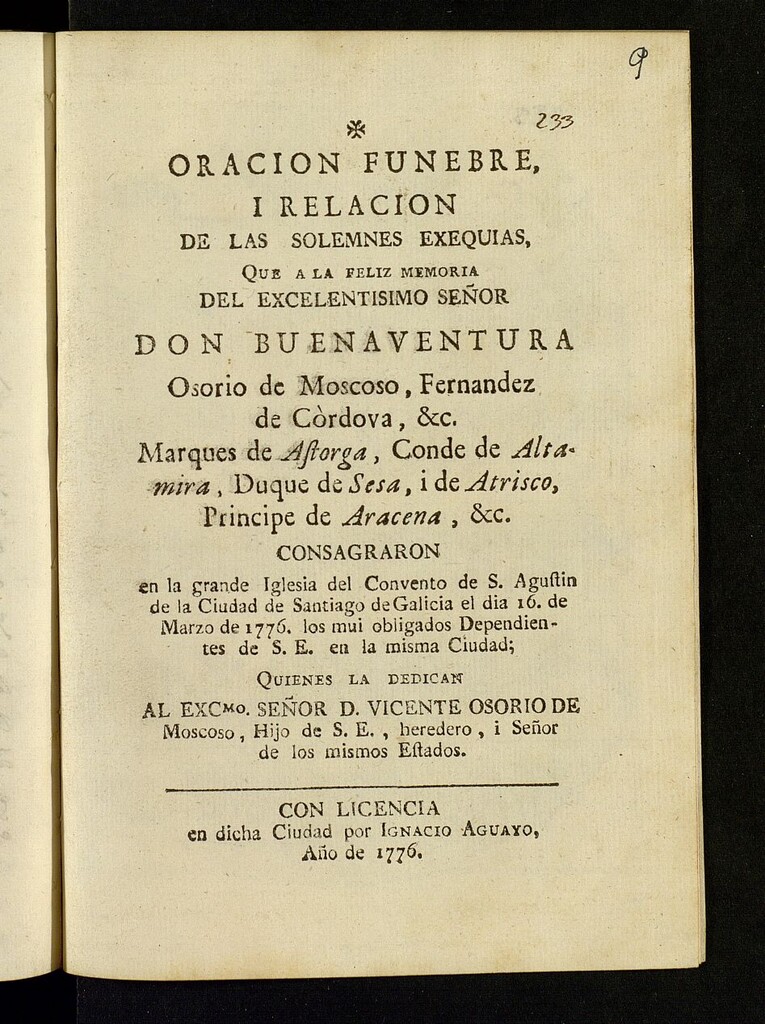 9
233
✠
ORACION FUNEBRE,
I RELACION
DE LAS SOLEMNES EXEQUIAS,
QUE A LA FELIZ MEMORIA
DEL EXCELENTISIMO SEÑOR
DON BUENAVENTURA
Osorio de Moscoso, Fernandez
de Còrdova, &c.
Marques de Aſtorga, Conde de Alta-
mira, Duque de Sesa, i de Atrisco,
Principe de Aracena, &c.
CONSAGRARON
en la grande Iglesia del Convento de S. Aguſtin
de la Ciudad de Santiago de Galicia el dia 16. de
Marzo de 1776. los mui obligados Dependien-
tes de S. E. en la misma Ciudad;
QUIENES LA DEDICAN
AL EXCᴹᴼ. SEÑOR D. VICENTE OSORIO DE
Moscoso, Hijo de S. E., heredero, i Señor
de los mismos Eſtados.
CON LICENCIA
en dicha Ciudad por IGNACIO AGUAYO,
Año de 1776.